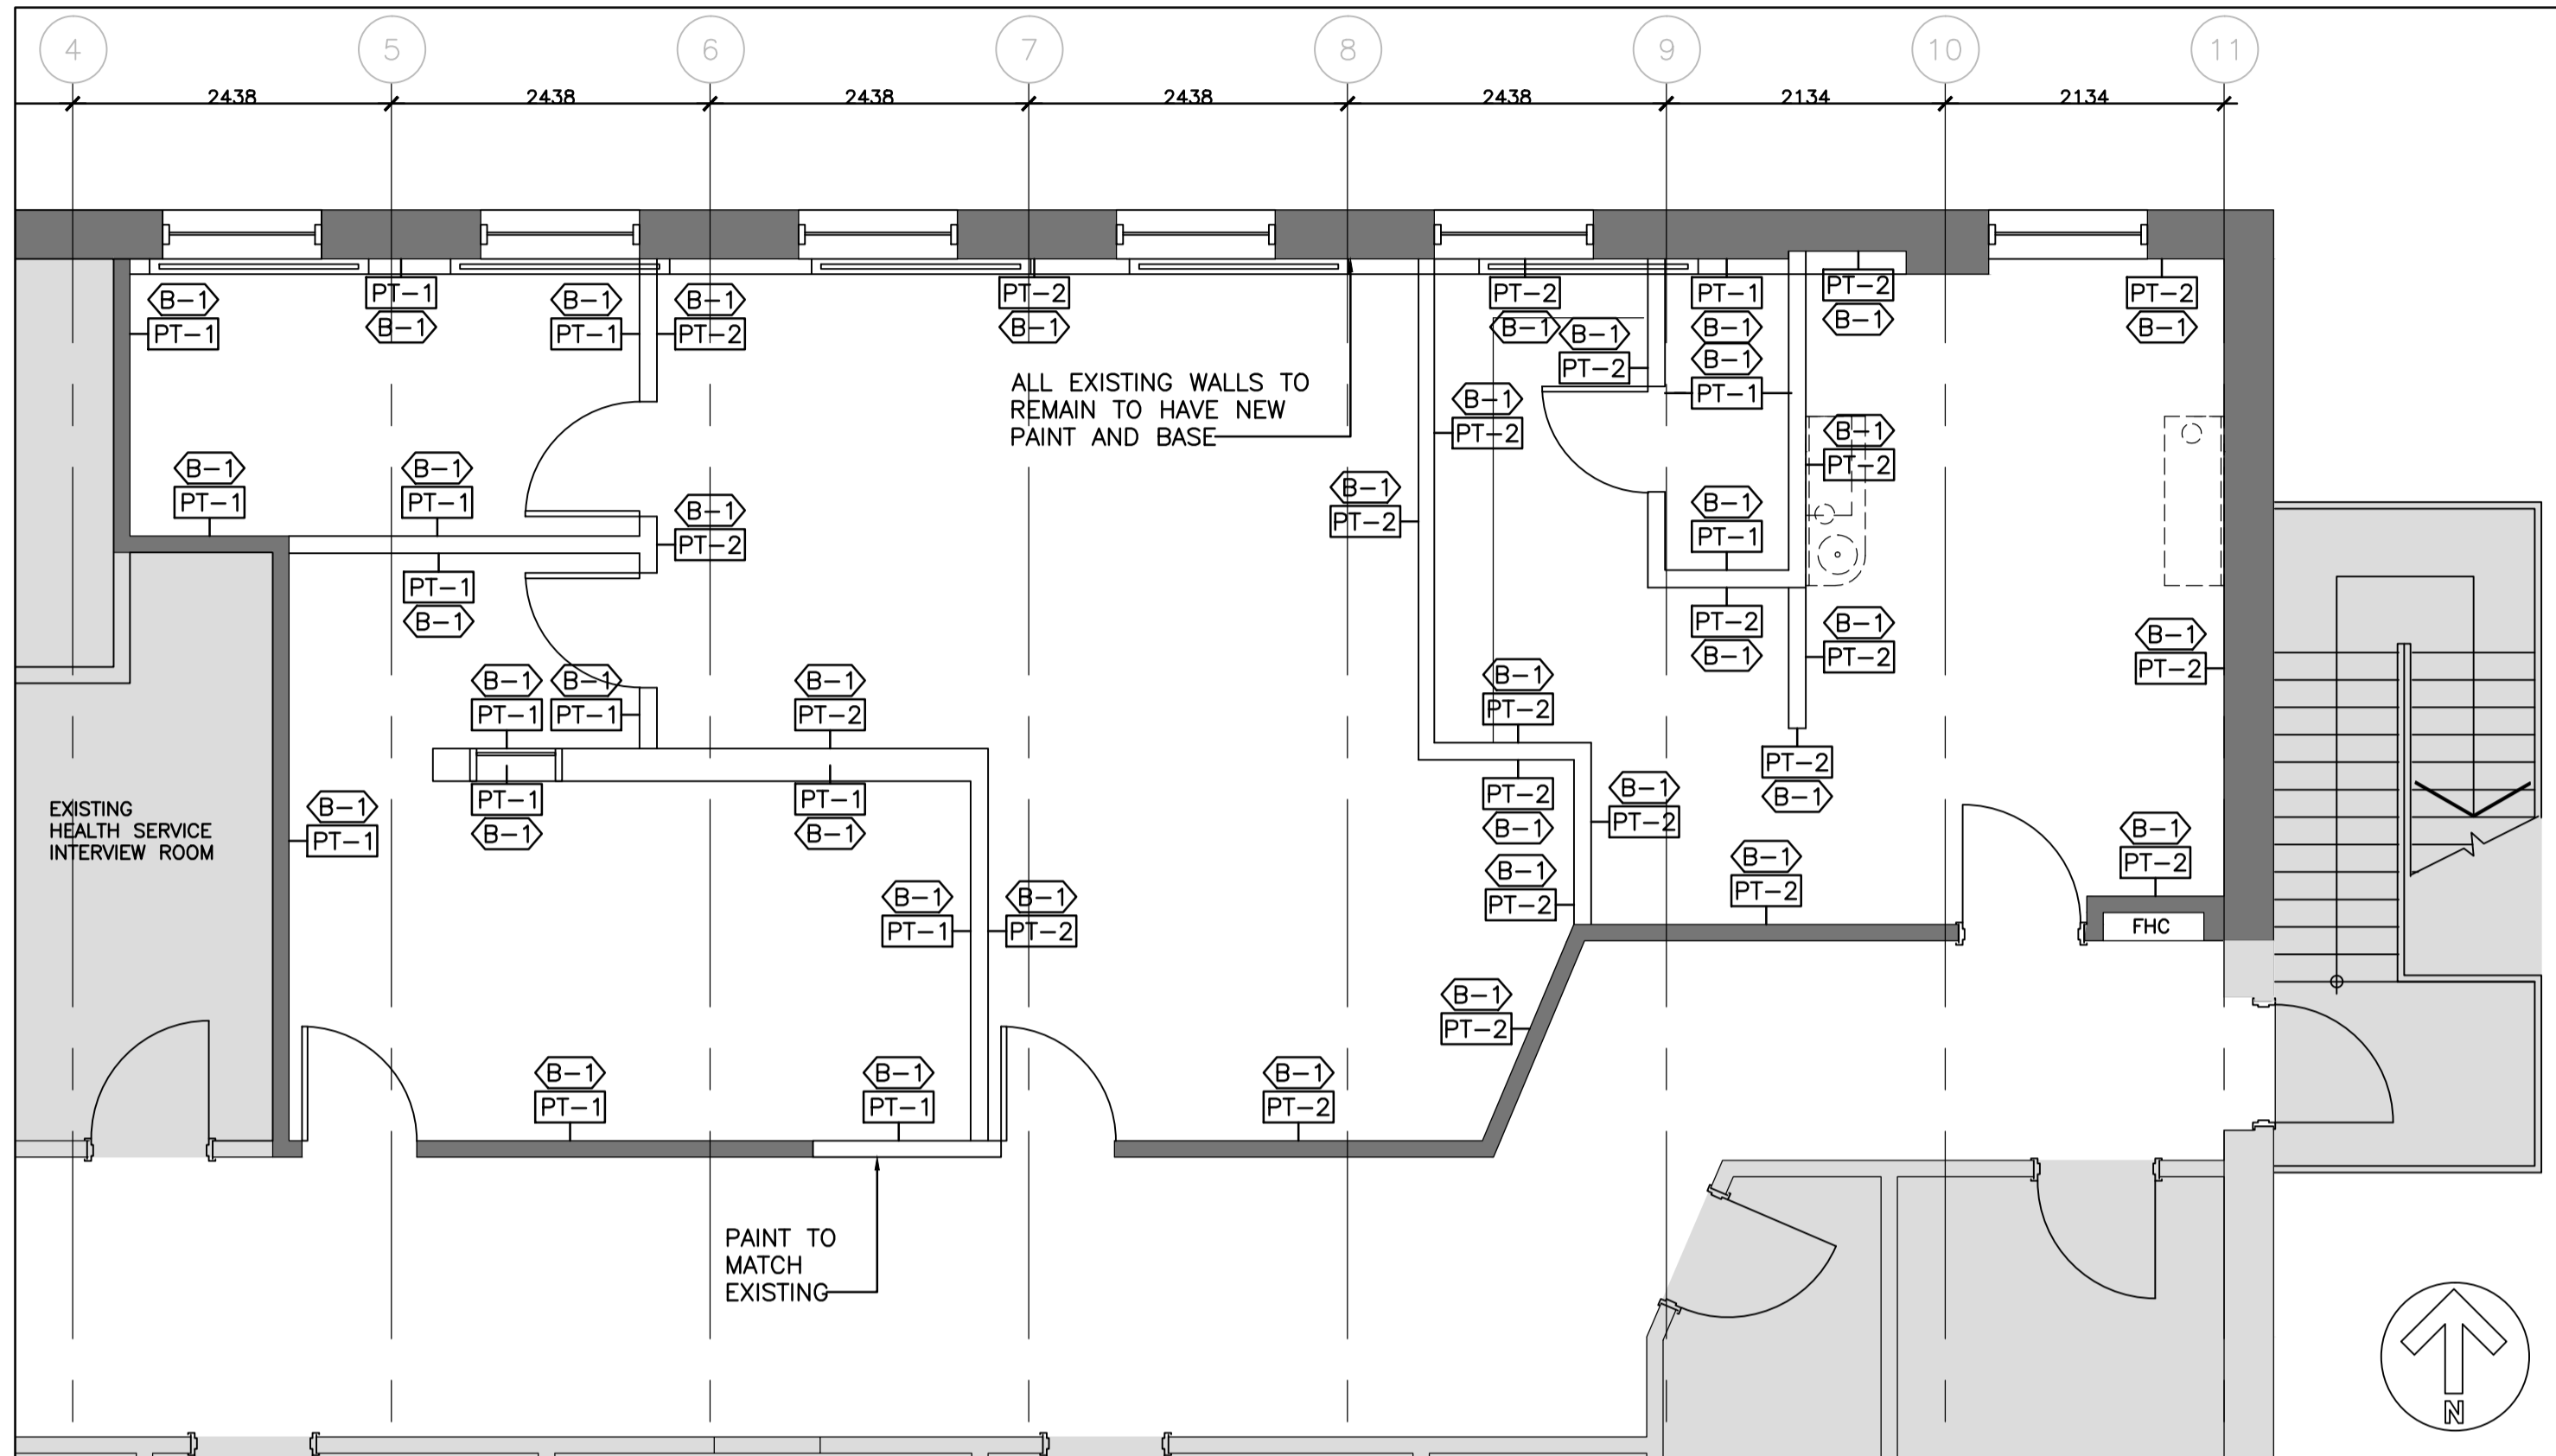 4 5 6 7 8 9 10 11
2438 2438 2438 2438 2438 2134 2134
B-1
PT-1
PT-1
B-1
B-1
PT-1
B-1
PT-2
PT-2
B-1
PT-2
B-1
B-1
PT-2
PT-1
B-1
B-1
PT-1
PT-2
B-1
PT-2
B-1
ALL EXISTING WALLS TO
REMAIN TO HAVE NEW
PAINT AND BASE
B-1
PT-2
B-1
PT-2
B-1
PT-1
B-1
PT-1
B-1
PT-2
B-1
PT-2
B-1
PT-1
PT-1
B-1
PT-2
B-1
B-1
PT-2
B-1
PT-2
B-1
PT-1
B-1
PT-1
B-1
PT-2
B-1
PT-2
PT-1
B-1
PT-1
B-1
PT-2
B-1
PT-2
B-1
B-1
PT-2
EXISTING
HEALTH SERVICE
INTERVIEW ROOM
B-1
PT-1
B-1
PT-2
B-1
PT-2
B-1
PT-2
B-1
PT-1
B-1
PT-2
FHC
B-1
PT-2
B-1
PT-1
B-1
PT-1
B-1
PT-2
PAINT TO
MATCH
EXISTING
N